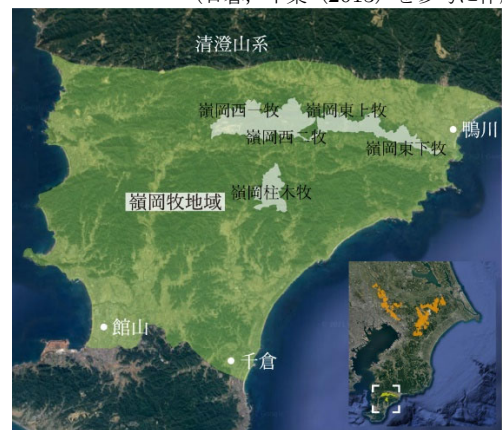 清澄山系
嶺岡西一牧
嶺岡東上牧
鴨川
嶺岡西二牧
嶺岡東下牧
嶺岡柱木牧
嶺岡牧地域
館山
千倉